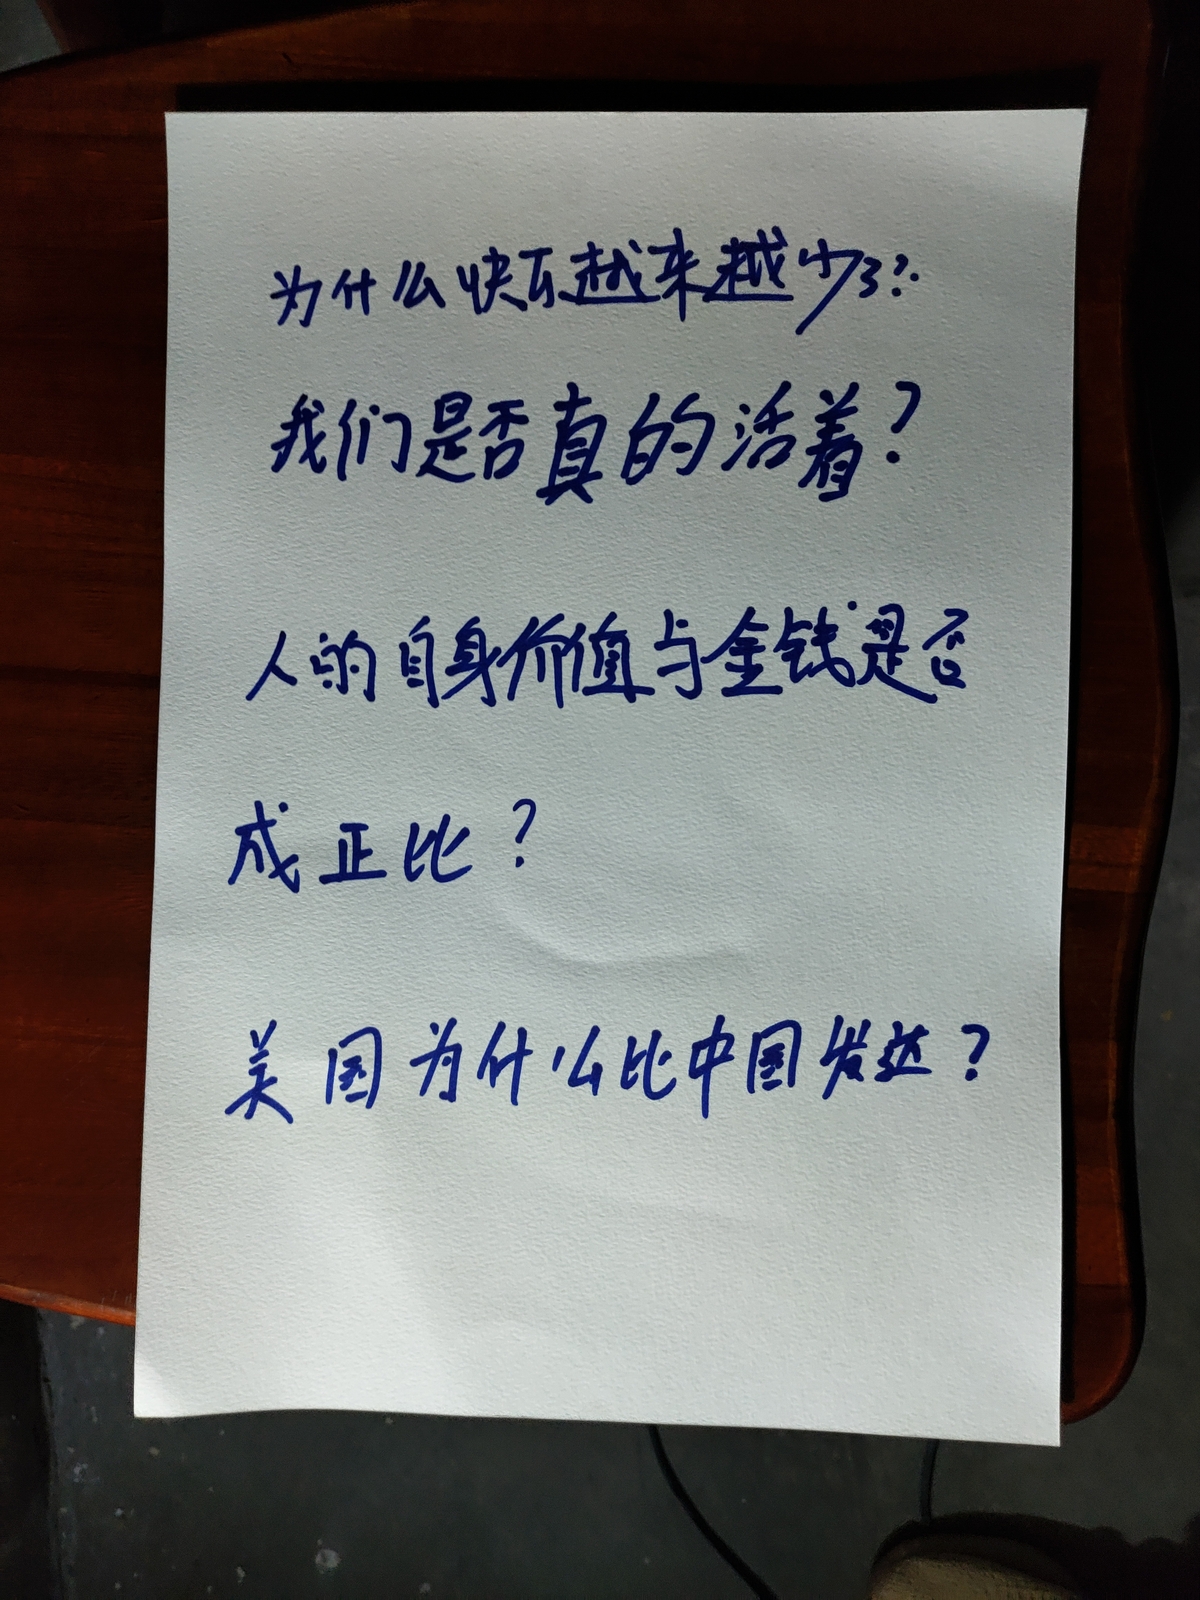 为什么快乐越来越少了?
我们是否真的活着?
人的自身价值与金钱是否
成正比?
美国为什么比中国发达?